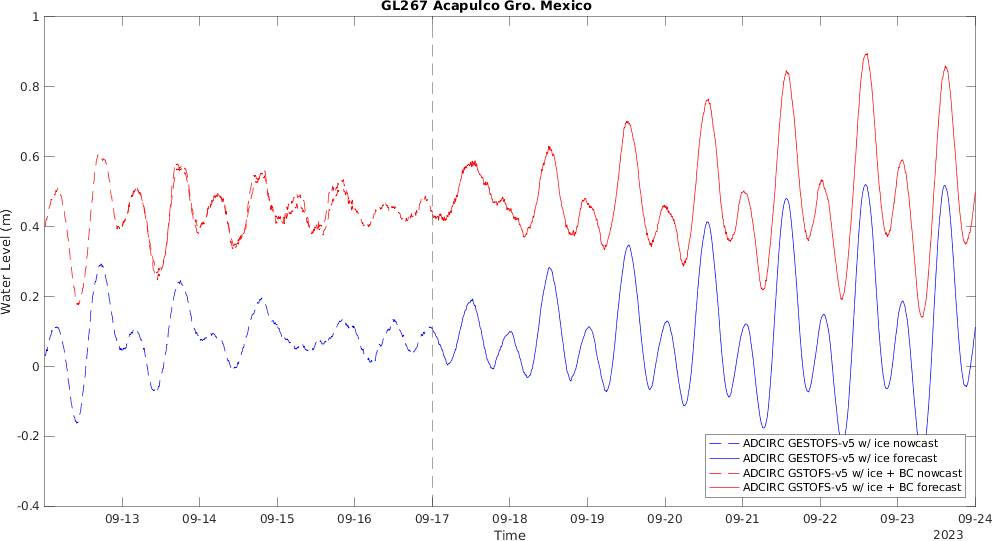 GL267 Acapulco Gro. Mexico
1
0.8
0.6
0.4
0.2
0
-0.2
-0.4
Water Level (m)
ADCIRC GESTOFS-v5 w/ ice nowcast
ADCIRC GESTOFS-v5 w/ ice forecast
ADCIRC GSTOFS-v5 w/ ice + BC nowcast
ADCIRC GSTOFS-v5 w/ ice + BC forecast
09-13 09-14 09-15 09-16 09-17 09-18 09-19 09-20 09-21 09-22 09-23 09-24
Time
2023